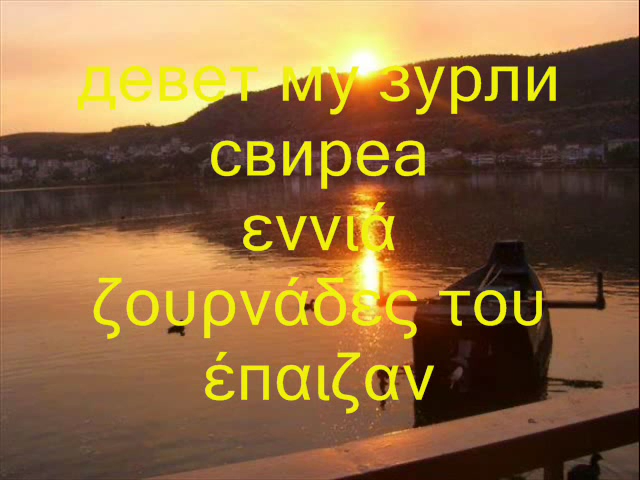 девет му зурли
свиреа
εννιά
ζουρνάδες του
έπαιζαν